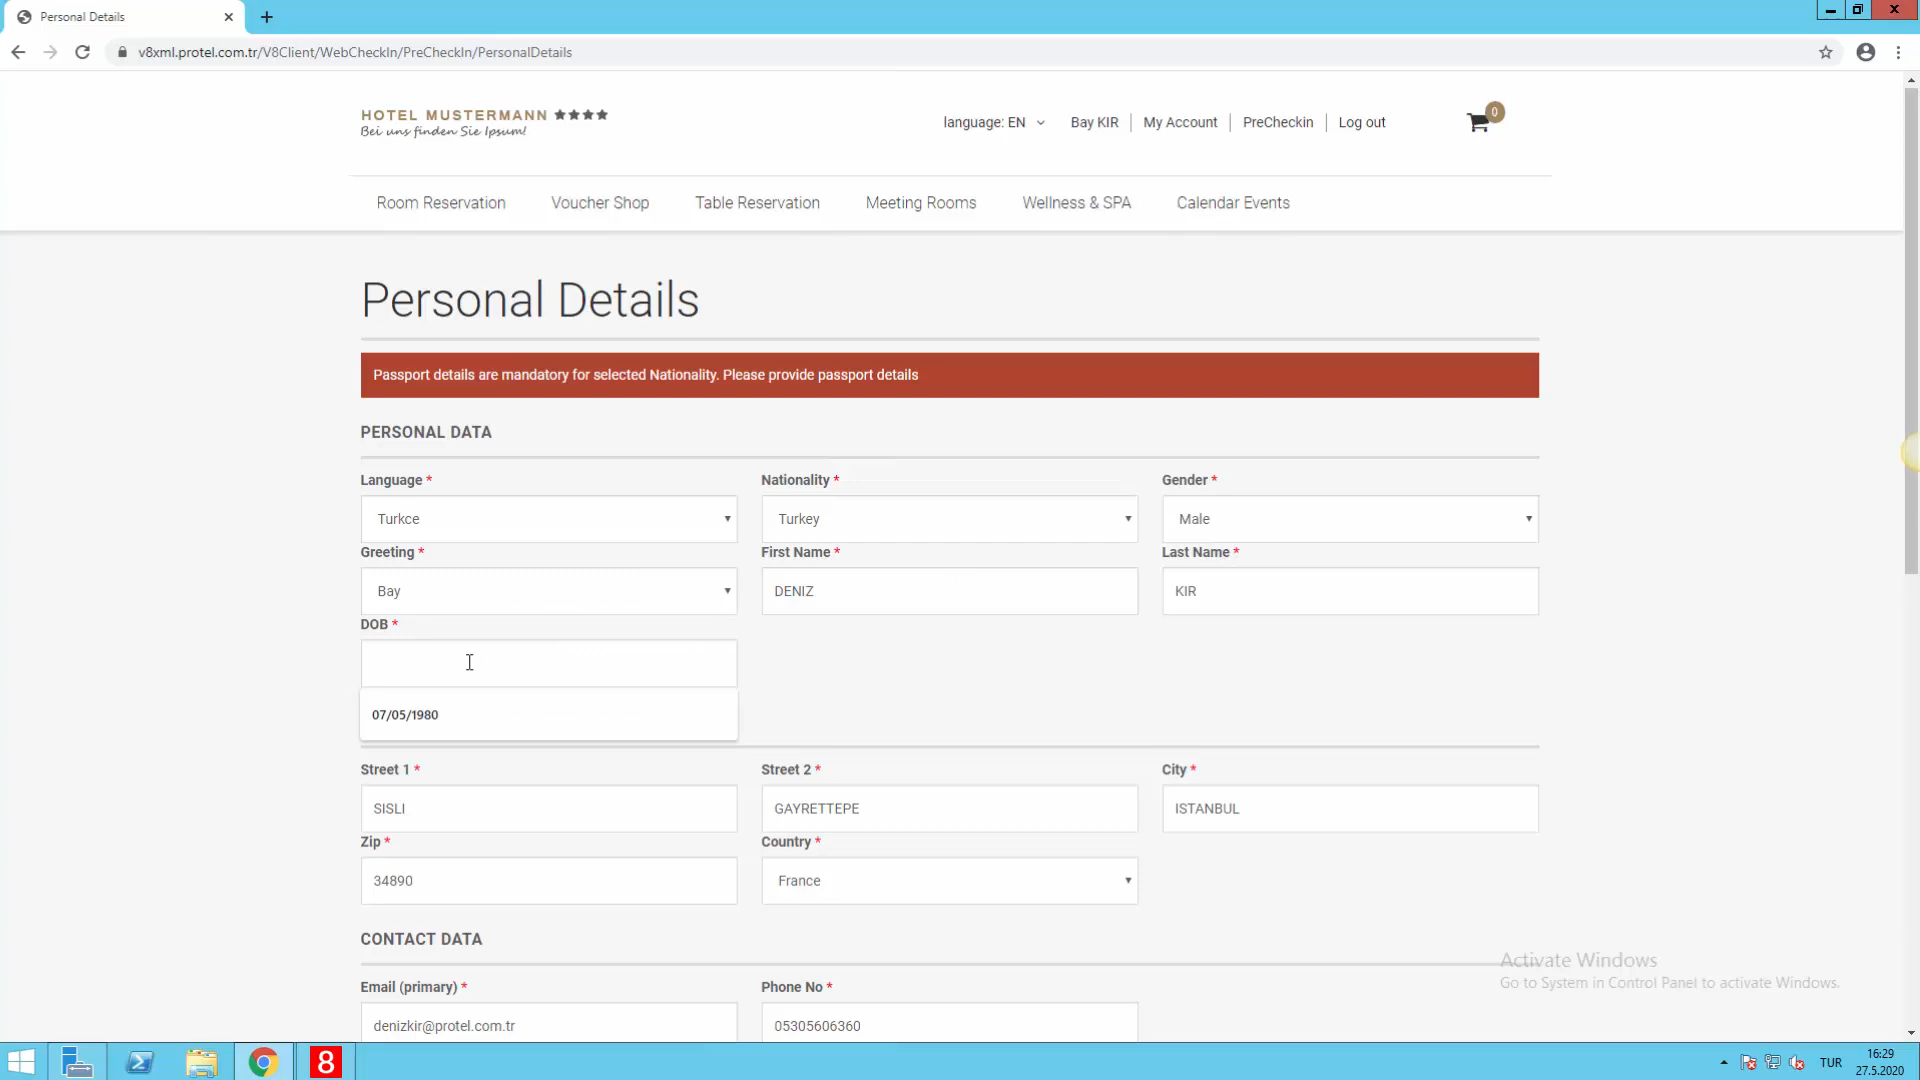 Personal Details
v8xml.protel.com.tr/V8Client/WebCheckIn/PreCheckIn/PersonalDetails
HOTEL MUSTERMANN
Bei uns finden Sie Ipsum!
language: EN
Bay KIR
My Account
PreCheckin
Log out
0
Room Reservation
Voucher Shop
Table Reservation
Meeting Rooms
Wellness & SPA
Calendar Events
Personal Details
Passport details are mandatory for selected Nationality. Please provide passport details
PERSONAL DATA
Language *
Nationality *
Gender *
Turkce
Turkey
Male
Greeting *
First Name *
Last Name *
Bay
DENIZ
KIR
DOB *
07/05/1980
Street 1 *
Street 2 *
City *
SISLI
GAYRETTEPE
ISTANBUL
Zip *
Country *
34890
France
CONTACT DATA
Email (primary) *
Phone No *
denizkir@protel.com.tr
05305606360
Activate Windows
Go to System in Control Panel to activate Windows.
8
TUR
16:29
27.5.2020